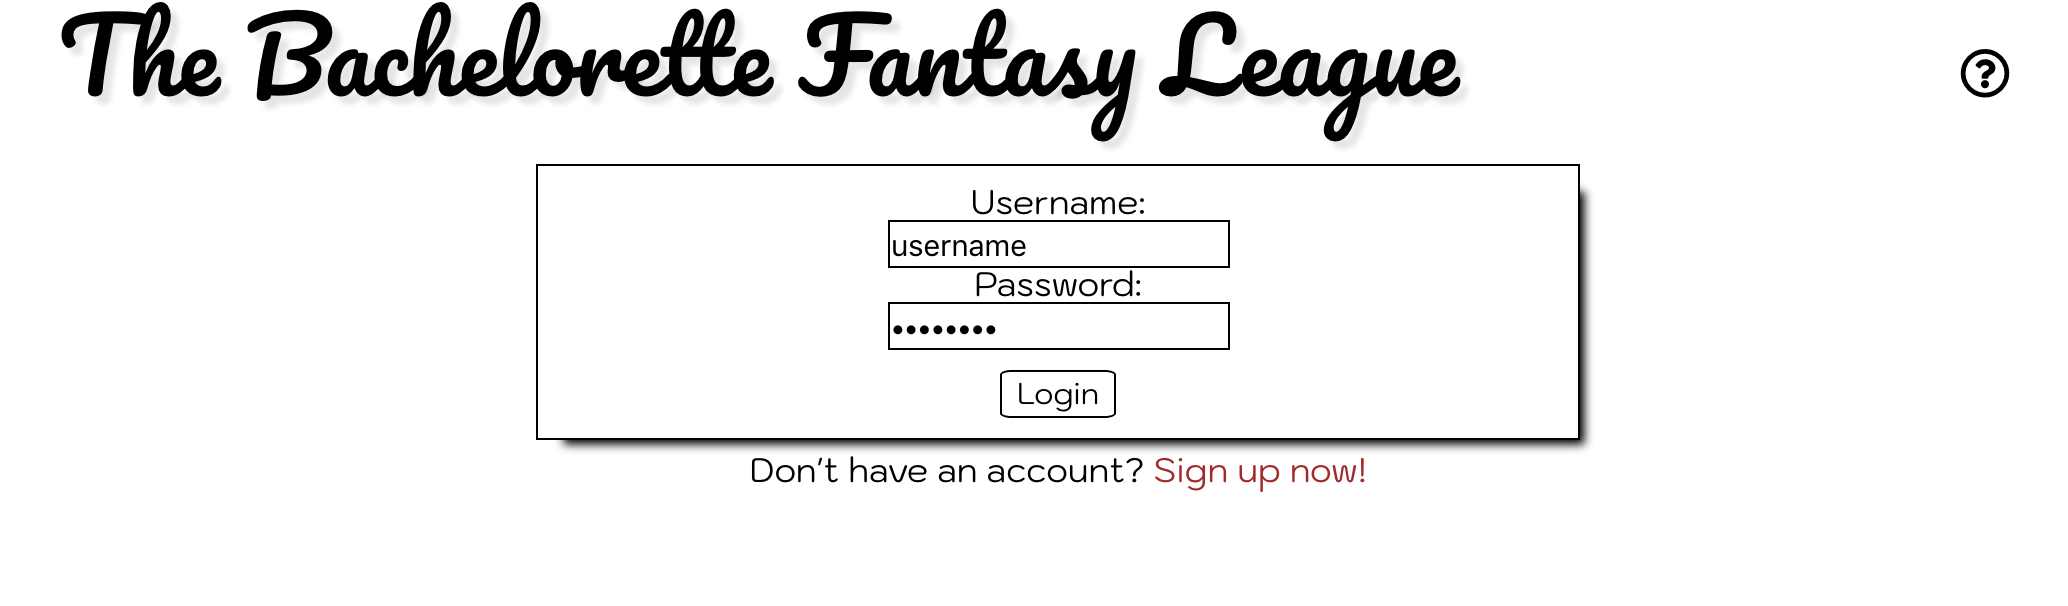 The Bachelorette Fantasy League
?
Username:
username
Password:
••••••••
Login
Don't have an account? Sign up now!